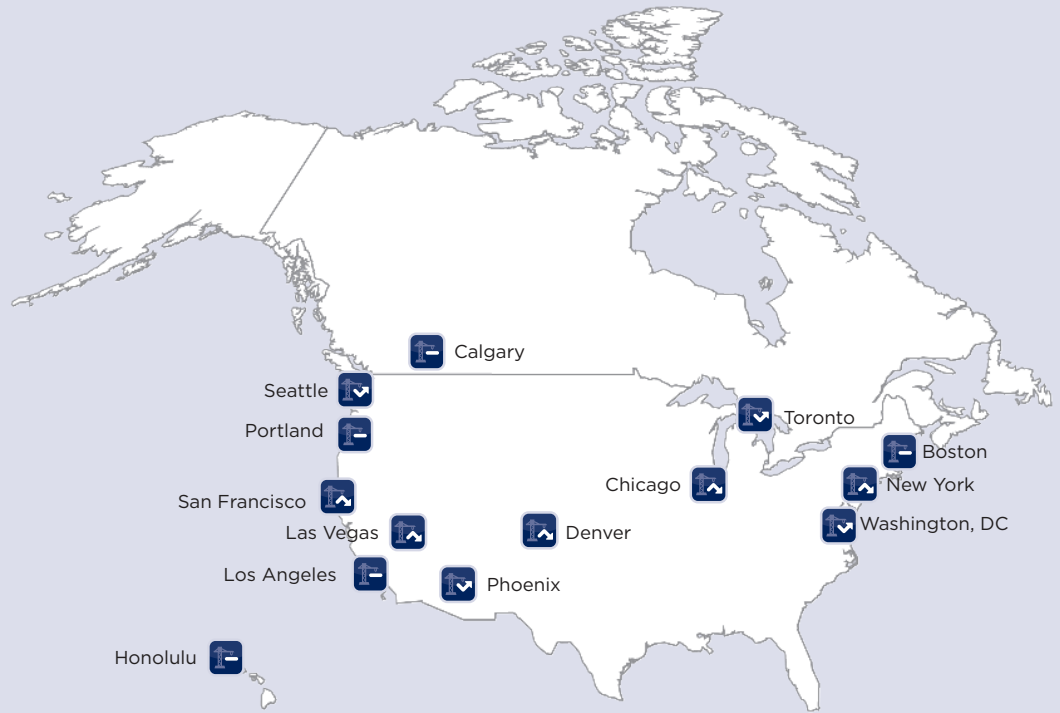 Calgary
Seattle
Toronto
Portland
Boston
Chicago
New York
San Francisco
Washington, DC
Las Vegas
Denver
Los Angeles
Phoenix
Honolulu